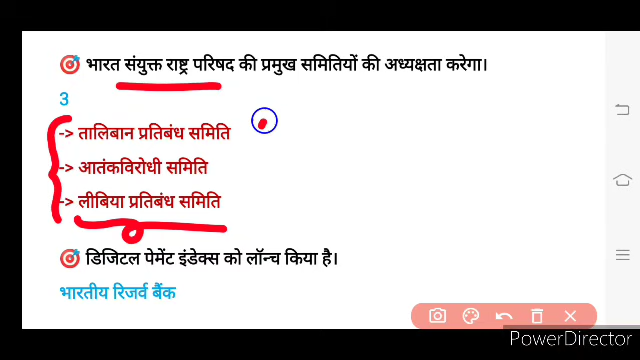 🎯 भारत संयुक्त राष्ट्र परिषद की प्रमुख समितियों की अध्यक्षता करेगा।
3
-> तालिबान प्रतिबंध समिति
-> आतंकविरोधी समिति
-> लीबिया प्रतिबंध समिति
🎯 डिजिटल पेमेंट इंडेक्स को लॉन्च किया है।
भारतीय रिजर्व बैंक
PowerDirector